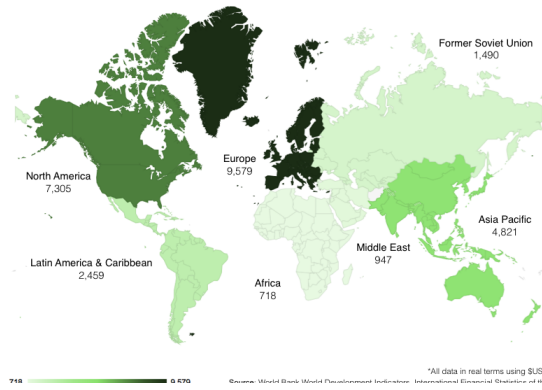 Former Soviet Union
1,490
Europe
9,579
North America
7,305
Asia Pacific
4,821
Middle East
947
Latin America & Caribbean
2,459
Africa
718
*All data in real terms using $US
718
9,579
Source: World Bank World Development Indicators, International Financial Statistics of